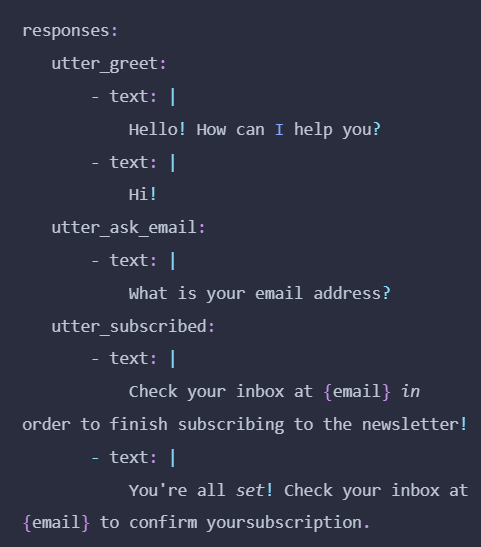 responses:
utter_greet:
- text: |
Hello! How can I help you?
- text: |
Hi!
utter_ask_email:
- text: |
What is your email address?
utter_subscribed:
- text: |
Check your inbox at {email} in
order to finish subscribing to the newsletter!
- text: |
You're all set! Check your inbox at
{email} to confirm yoursubscription.